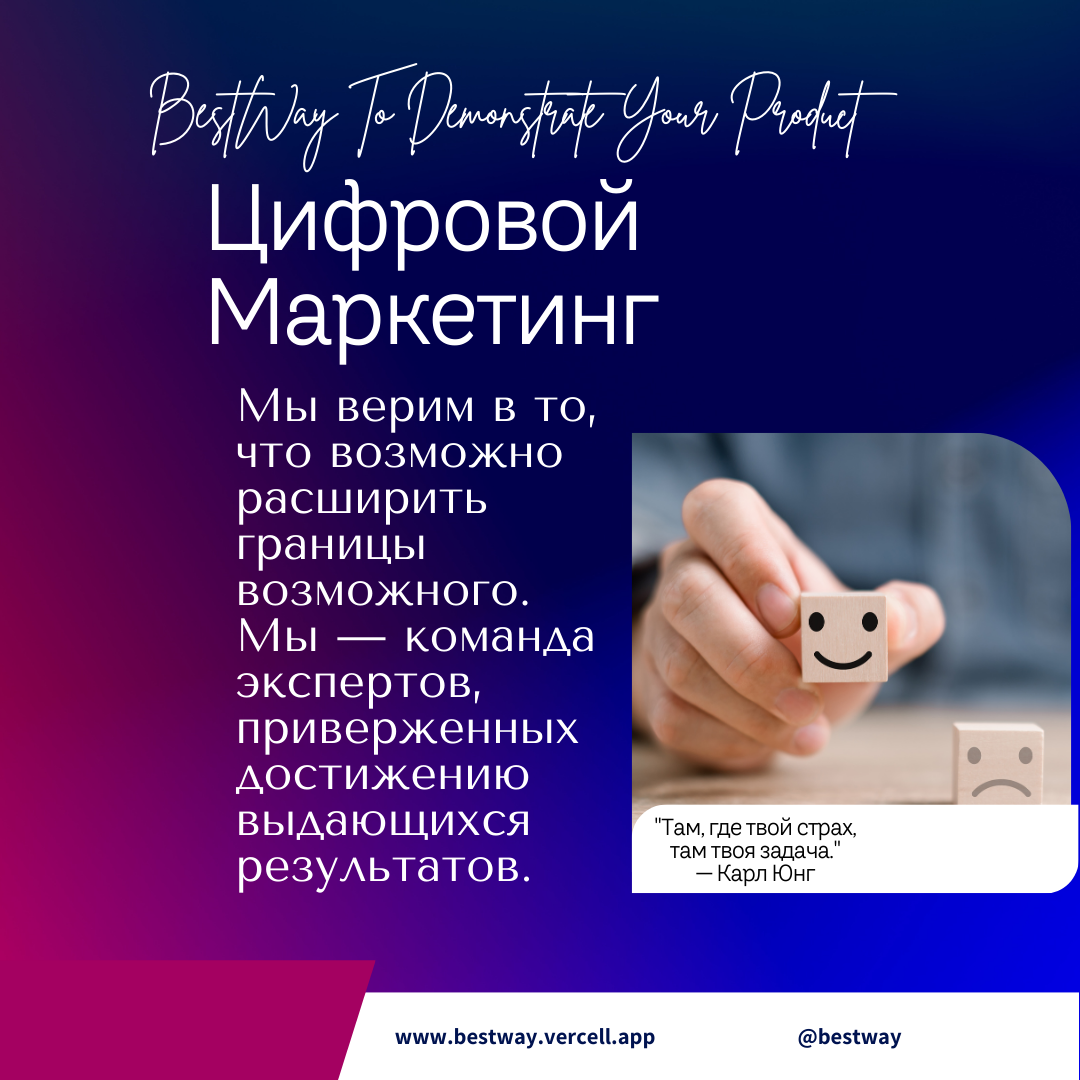 BestWay To Demonstrate Your Product
Цифровой
Маркетинг
Мы верим в то,
что возможно
расширить
границы
возможного.
Мы — команда
экспертов,
приверженных
достижению
выдающихся
результатов.
"Там, где твой страх,
там твоя задача."
— Карл Юнг
www.bestway.vercell.app
@bestway